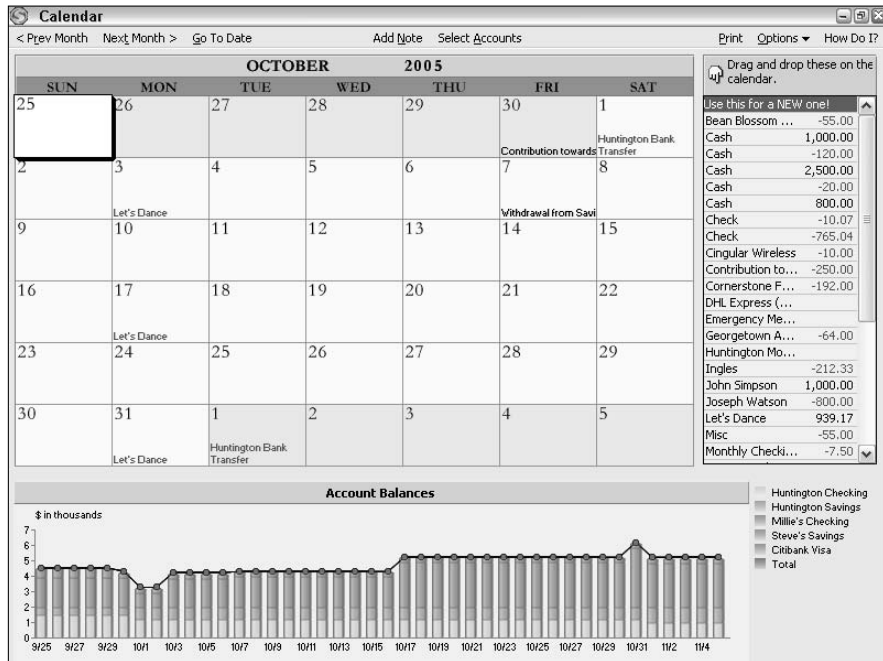 Calendar
< Prev Month Next Month > Go To Date Add Note Select Accounts Print Options How Do I?
OCTOBER 2005
SUN MON TUE WED THU FRI SAT
25 26 27 28 29 30 1
Huntington Bank
Contribution towards Transfer
2 3 4 5 6 7 8
Let's Dance Withdrawal from Savi
9 10 11 12 13 14 15
16 17 18 19 20 21 22
Let's Dance
23 24 25 26 27 28 29
30 31 1 2 3 4 5
Huntington Bank
Let's Dance Transfer
Drag and drop these on the
calendar.
Use this for a NEW one!
Bean Blossom ... -55.00
Cash 1,000.00
Cash -120.00
Cash 2,500.00
Cash -20.00
Cash 800.00
Check -10.07
Check -765.04
Cingular Wireless -10.00
Contribution to... -250.00
Cornerstone F... -192.00
DHL Express (...
Emergency Me...
Georgetown A... -64.00
Huntington Mo...
Ingles -212.33
John Simpson 1,000.00
Joseph Watson -800.00
Let's Dance 939.17
Misc -55.00
Monthly Checki... -7.50
Account Balances
$ in thousands
7
6
5
4
3
2
1
0
9/25 9/27 9/29 10/1 10/3 10/5 10/7 10/9 10/11 10/13 10/15 10/17 10/19 10/21 10/23 10/25 10/27 10/29 10/31 11/2 11/4
Huntington Checking
Huntington Savings
Millie's Checking
Steve's Savings
Citibank Visa
Total